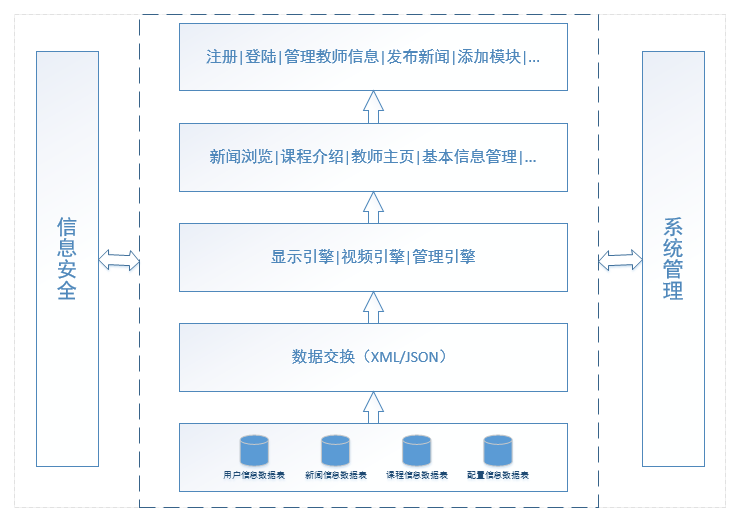 注册|登陆|管理教师信息|发布新闻|添加模块|...
新闻浏览|课程介绍|教师主页|基本信息管理|...
信息安全
显示引擎|视频引擎|管理引擎
系统管理
数据交换（XML/JSON）
用户信息数据表
新闻信息数据表
课程信息数据表
配置信息数据表